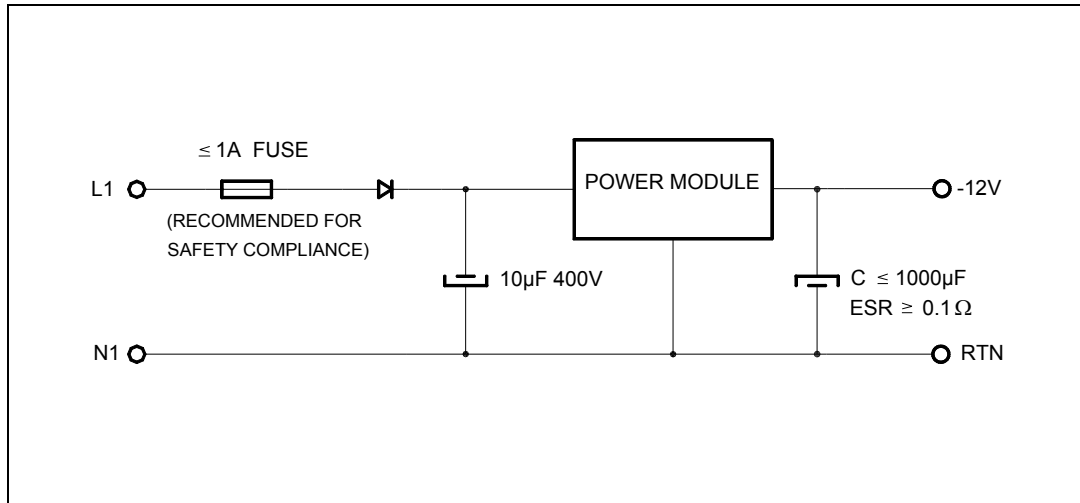 ≤ 1A FUSE
L1
(RECOMMENDED FOR
SAFETY COMPLIANCE)
POWER MODULE
-12V
10µF 400V
C ≤ 1000µF
ESR ≥ 0.1Ω
N1
RTN